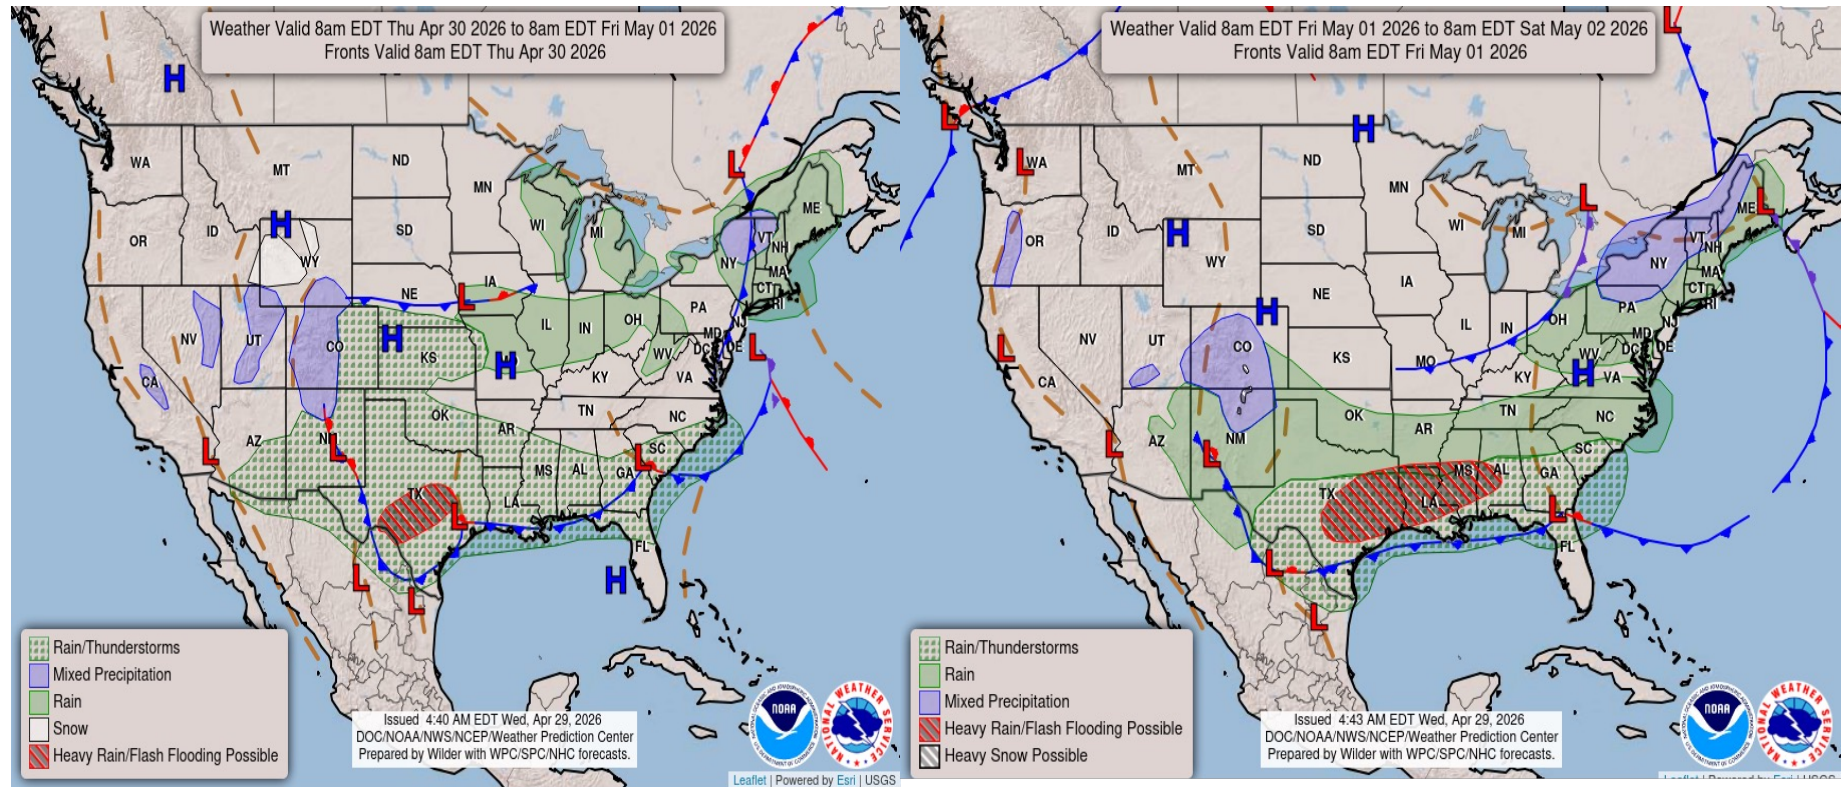 Weather Valid 8am EDT Thu Apr 30 2026 to 8am EDT Fri May 01 2026
Fronts Valid 8am EDT Thu Apr 30 2026
H
L
WA
MT
ND
MN
ME
OR
ID
H
WY
SD
WI
MI
VT
NH
NY
MA
CT
RI
NE
IA
L
PA
NJ
NV
UT
CO
H
KS
IL
IN
OH
MD
DC
DE
WV
L
H
CA
KY
VA
TN
NC
OK
AR
AZ
L
L
MS
AL
GA
L
SC
TX
LA
L
FL
L
H
L
Rain/Thunderstorms
Mixed Precipitation
Rain
Snow
Heavy Rain/Flash Flooding Possible
Issued 4:40 AM EDT Wed, Apr 29, 2026
DOC/NOAA/NWS/NCEP/Weather Prediction Center
Prepared by Wilder with WPC/SPC/NHC forecasts.
NOAA
NATIONAL WEATHER SERVICE
Leaflet | Powered by Esri | USGS
Weather Valid 8am EDT Fri May 01 2026 to 8am EDT Sat May 02 2026
Fronts Valid 8am EDT Fri May 01 2026
L
L
H
L
WA
MT
ND
MN
L
ME
L
OR
ID
H
WY
SD
WI
MI
VT
NH
NY
MA
CT
RI
NE
IA
PA
H
NJ
L
NV
UT
CO
KS
MO
IL
IN
OH
MD
DC
DE
WV
H
VA
CA
KY
TN
NC
OK
AR
AZ
L
NM
L
MS
AL
GA
SC
TX
LA
L
FL
L
L
Rain/Thunderstorms
Rain
Mixed Precipitation
Heavy Rain/Flash Flooding Possible
Heavy Snow Possible
Issued 4:43 AM EDT Wed, Apr 29, 2026
DOC/NOAA/NWS/NCEP/Weather Prediction Center
Prepared by Wilder with WPC/SPC/NHC forecasts.
NOAA
NATIONAL WEATHER SERVICE